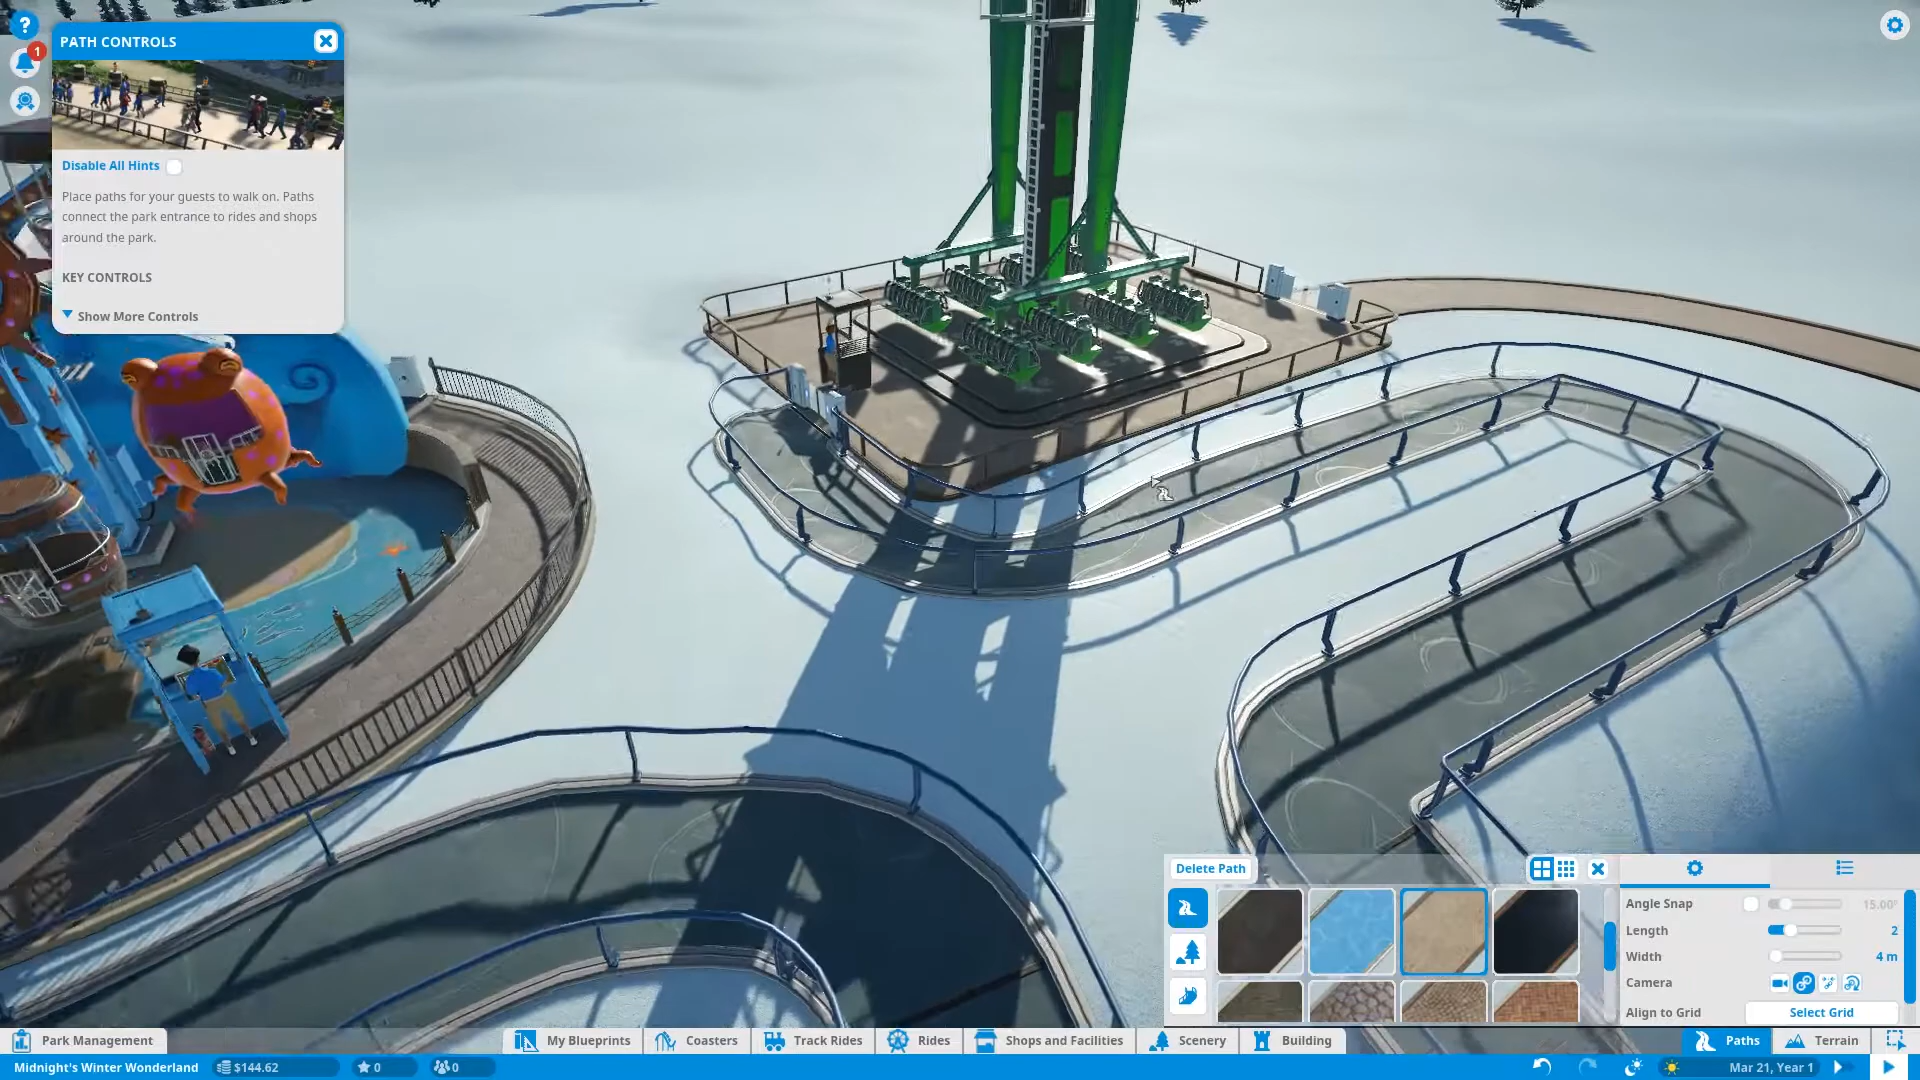 ?
1
PATH CONTROLS
Disable All Hints
Place paths for your guests to walk on. Paths
connect the park entrance to rides and shops
around the park.
KEY CONTROLS
Show More Controls
Delete Path
Angle Snap 15.00°
Length 2
Width 4 m
Camera
Align to Grid Select Grid
Park Management
My Blueprints
Coasters
Track Rides
Rides
Shops and Facilities
Scenery
Building
Paths
Terrain
Midnight's Winter Wonderland
$144.62
0
0
Mar 21, Year 1